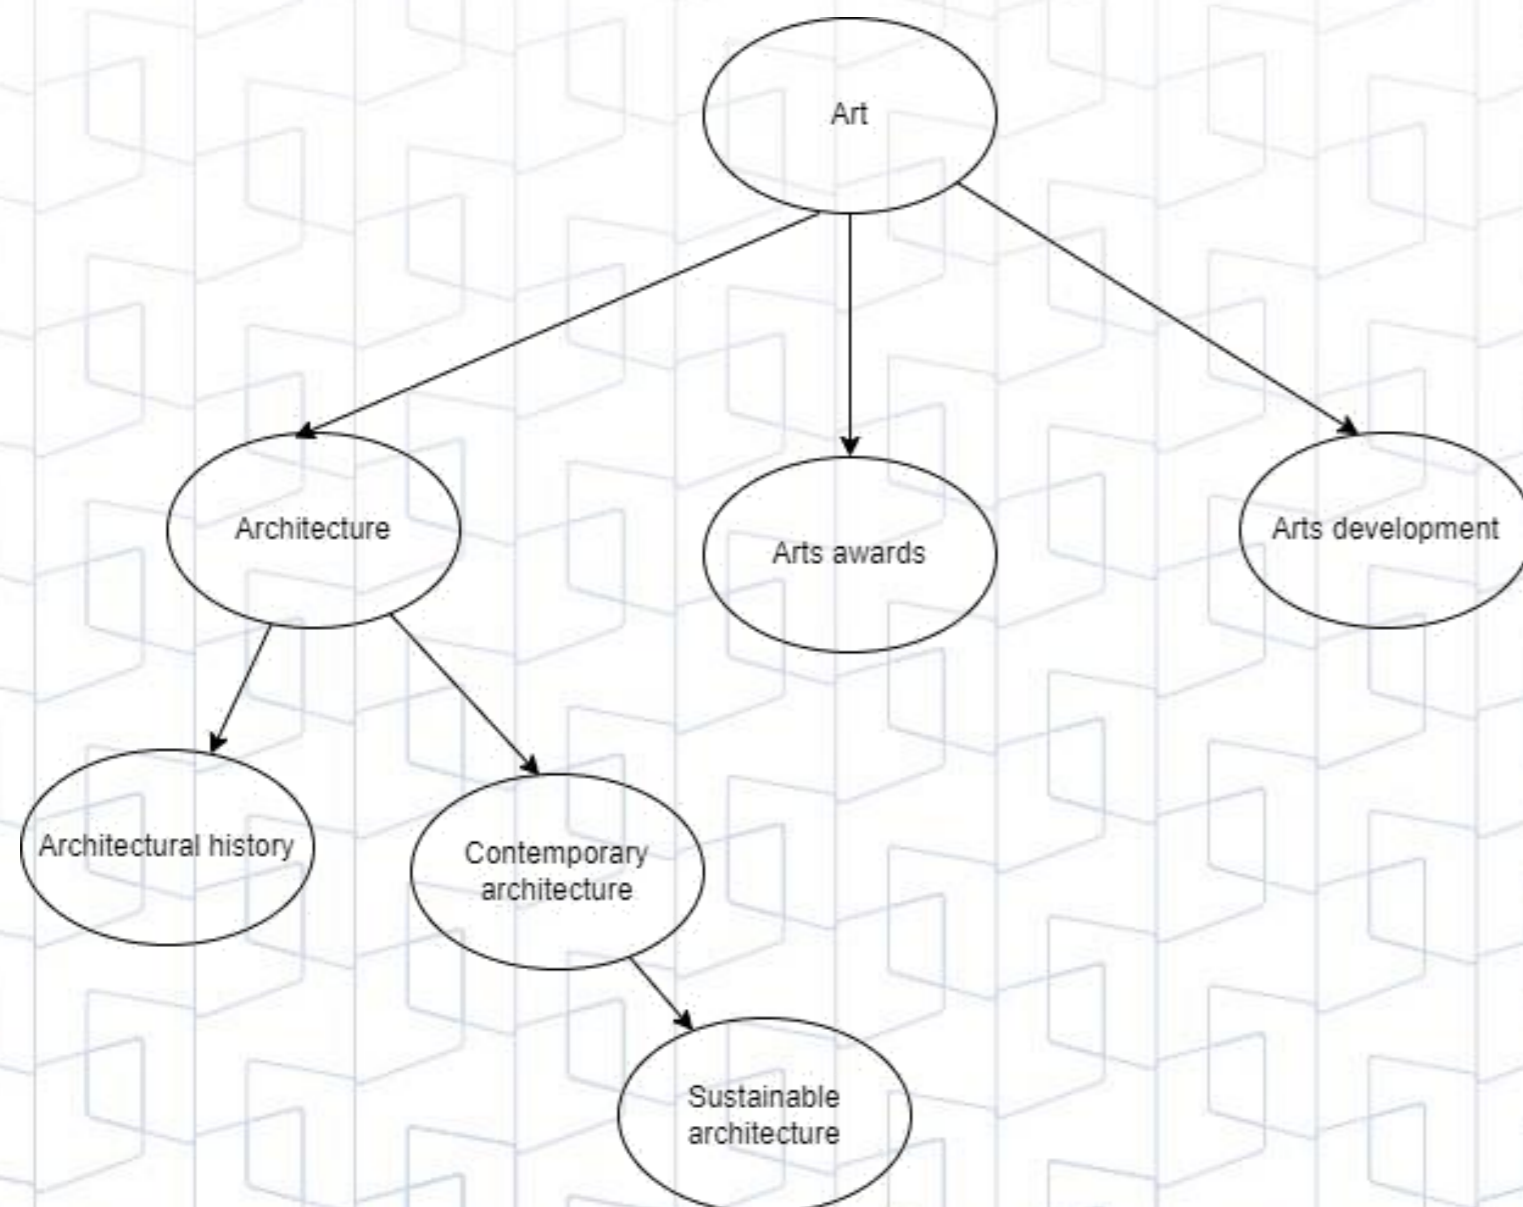 Art
Architecture
Arts awards
Arts development
Architectural history
Contemporary
architecture
Sustainable
architecture